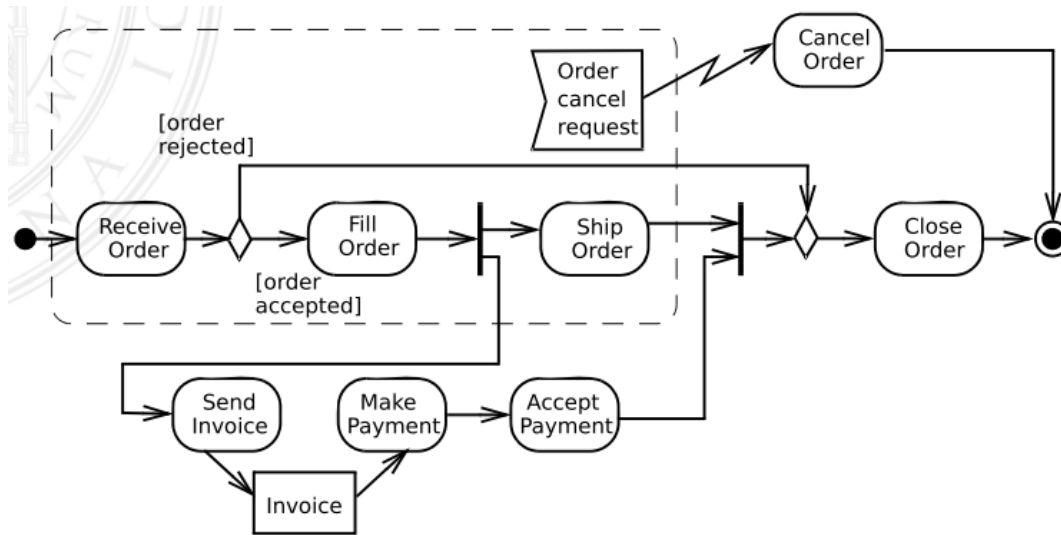 Cancel
Order
Order
cancel
request
[order
rejected]
Receive
Order
Fill
Order
Ship
Order
Close
Order
[order
accepted]
Send
Invoice
Make
Payment
Accept
Payment
Invoice